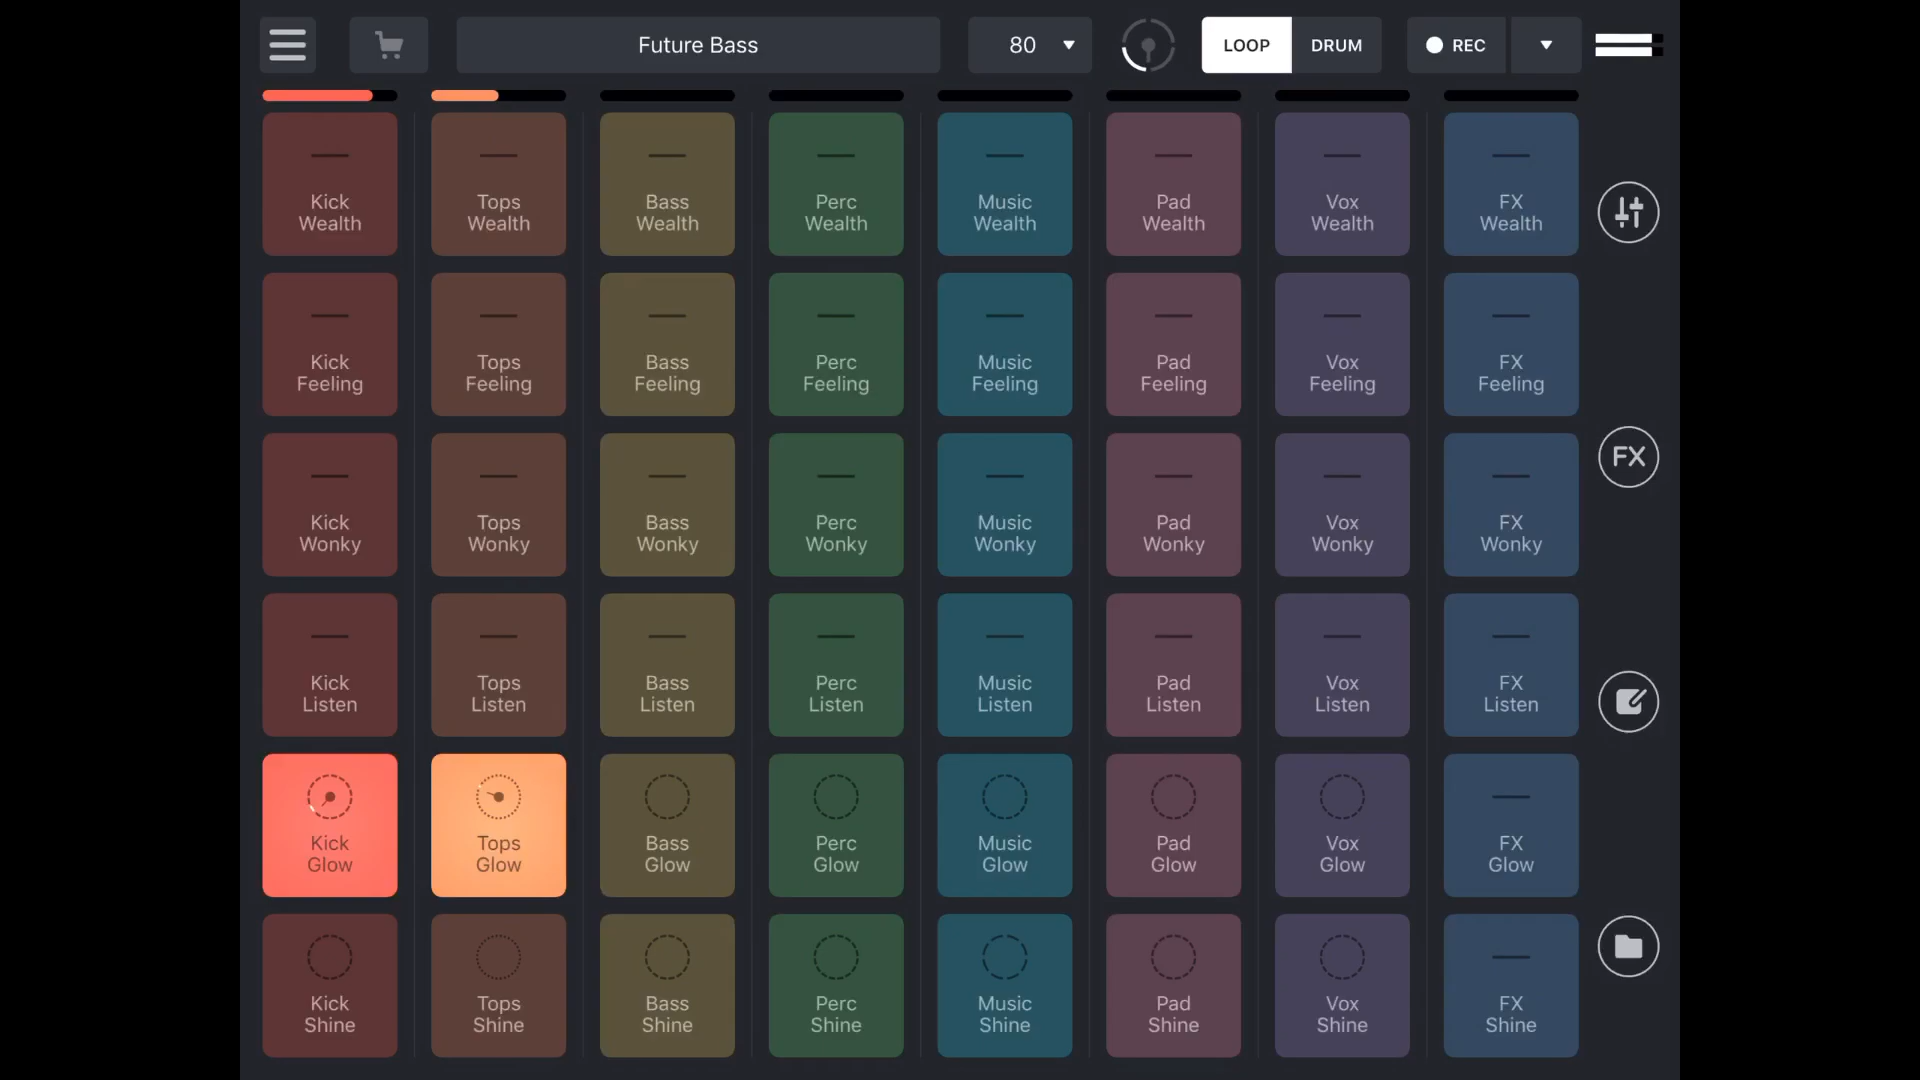 Future Bass
80
LOOP
DRUM
REC
Kick
Wealth
Tops
Wealth
Bass
Wealth
Perc
Wealth
Music
Wealth
Pad
Wealth
Vox
Wealth
FX
Wealth
Kick
Feeling
Tops
Feeling
Bass
Feeling
Perc
Feeling
Music
Feeling
Pad
Feeling
Vox
Feeling
FX
Feeling
FX
Kick
Wonky
Tops
Wonky
Bass
Wonky
Perc
Wonky
Music
Wonky
Pad
Wonky
Vox
Wonky
FX
Wonky
Kick
Listen
Tops
Listen
Bass
Listen
Perc
Listen
Music
Listen
Pad
Listen
Vox
Listen
FX
Listen
Kick
Glow
Tops
Glow
Bass
Glow
Perc
Glow
Music
Glow
Pad
Glow
Vox
Glow
FX
Glow
Kick
Shine
Tops
Shine
Bass
Shine
Perc
Shine
Music
Shine
Pad
Shine
Vox
Shine
FX
Shine